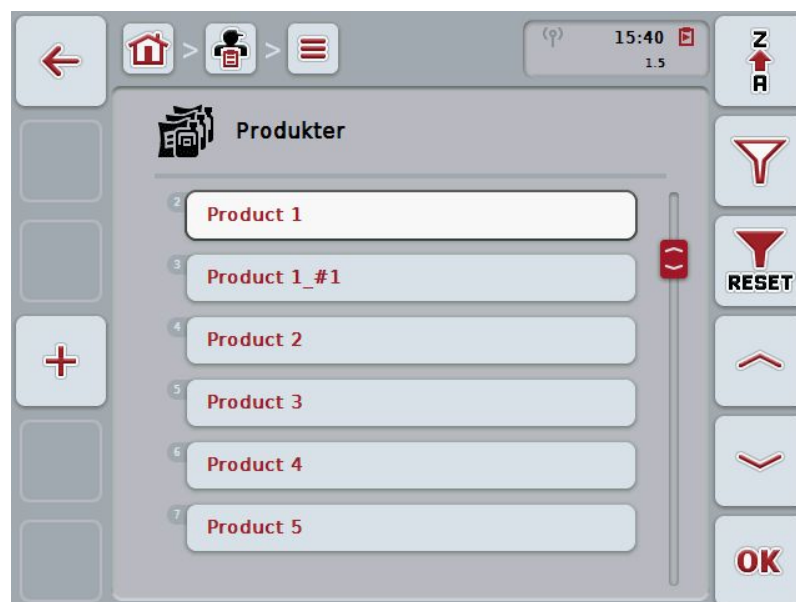 15:40
1.5
Z
A
Produkter
2
Product 1
3
Product 1_#1
RESET
4
Product 2
5
Product 3
6
Product 4
7
Product 5
OK